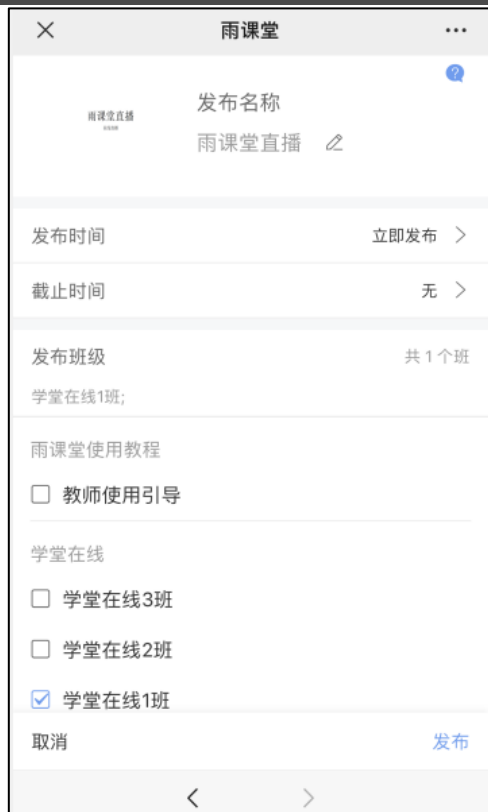 雨课堂
发布名称
雨课堂直播
雨课堂直播
发布时间
立即发布
截止时间
无
发布班级
共1个班
学堂在线1班;
雨课堂使用教程
教师使用引导
学堂在线
学堂在线3班
学堂在线2班
学堂在线1班
取消
发布